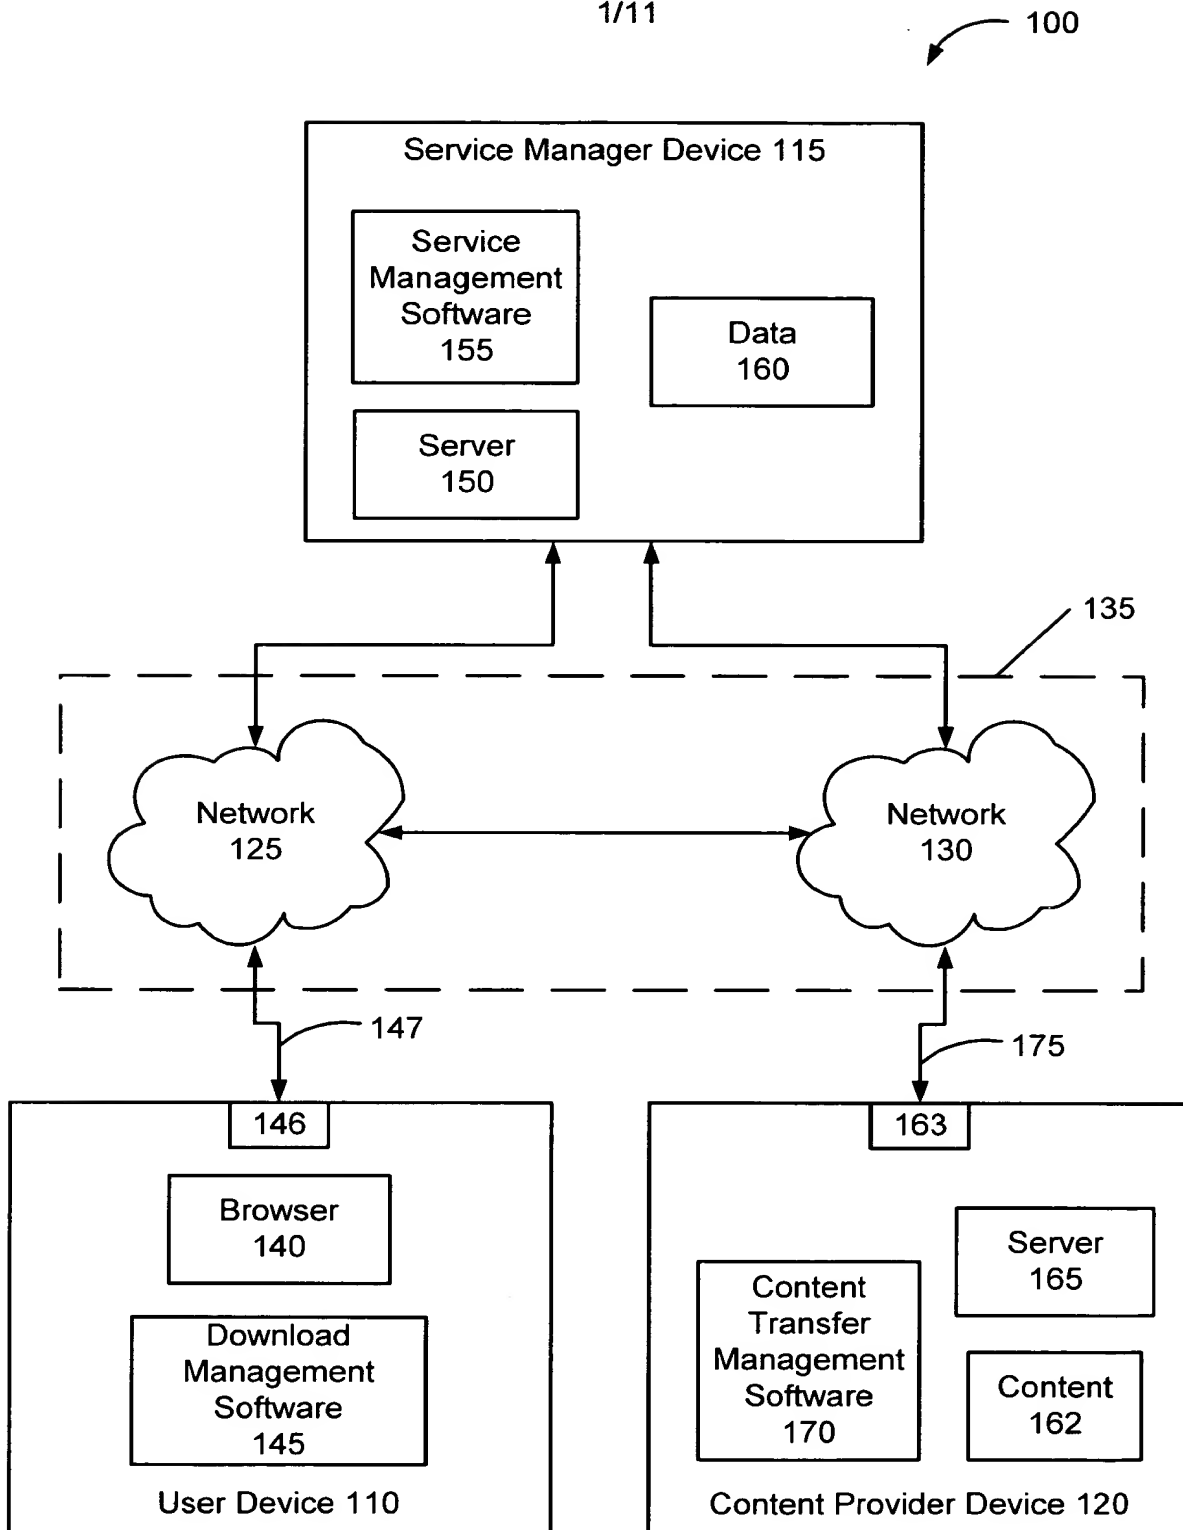 1/11
100
Service Manager Device 115
Service
Management
Software
155
Data
160
Server
150
135
Network
125
Network
130
147
175
146
163
Browser
140
Server
165
Content
Transfer
Management
Software
170
Download
Management
Software
145
Content
162
User Device 110
Content Provider Device 120